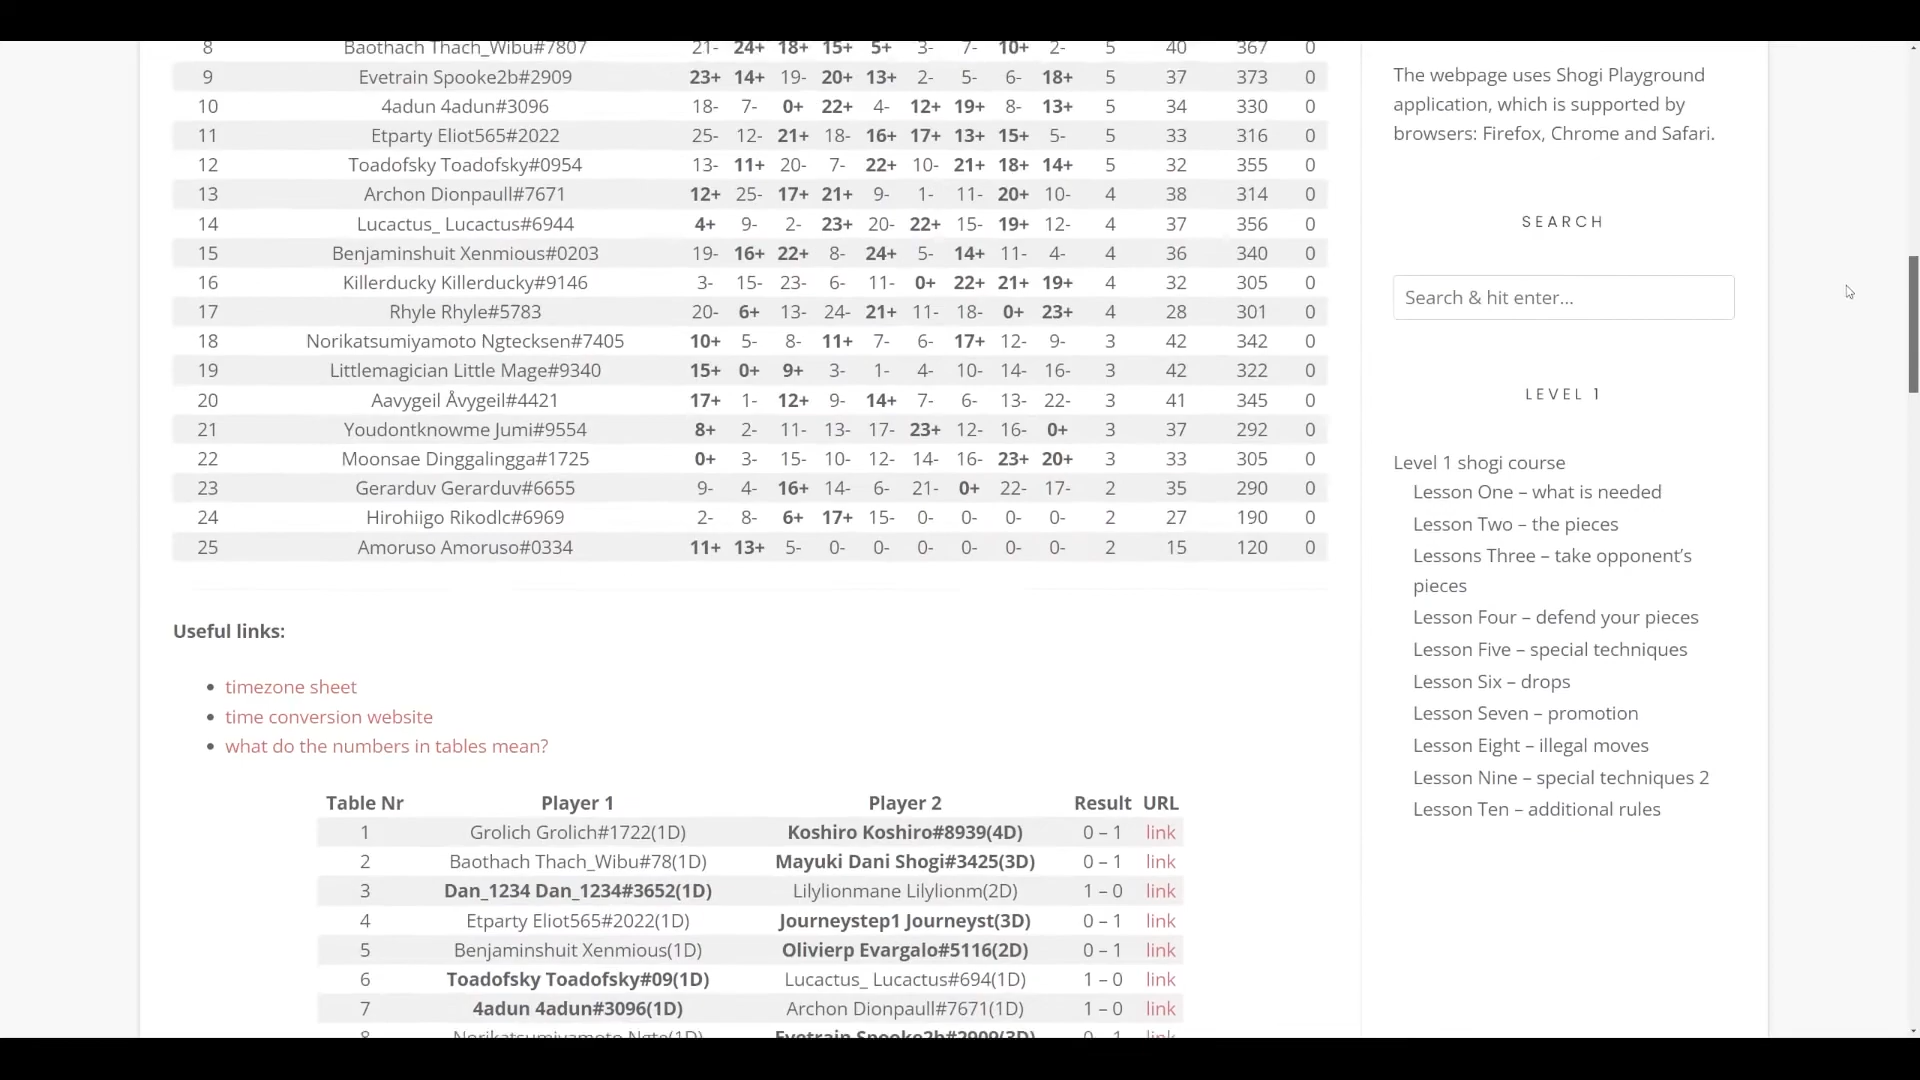 8 Baothach Thach_Wibu#7807 21- 24+ 18+ 15+ 5+ 3- 7- 10+ 2- 5 40 367 0
9 Evetrain Spooke2b#2909 23+ 14+ 19- 20+ 13+ 2- 5- 6- 18+ 5 37 373 0
10 4adun 4adun#3096 18- 7- 0+ 22+ 4- 12+ 19+ 8- 13+ 5 34 330 0
11 Etparty Eliot565#2022 25- 12- 21+ 18- 16+ 17+ 13+ 15+ 5- 5 33 316 0
12 Toadofsky Toadofsky#0954 13- 11+ 20- 7- 22+ 10- 21+ 18+ 14+ 5 32 355 0
13 Archon Dionpaull#7671 12+ 25- 17+ 21+ 9- 1- 11- 20+ 10- 4 38 314 0
14 Lucactus_ Lucactus#6944 4+ 9- 2- 23+ 20- 22+ 15- 19+ 12- 4 37 356 0
15 Benjaminshuit Xenmious#0203 19- 16+ 22+ 8- 24+ 5- 14+ 11- 4- 4 36 340 0
16 Killerducky Killerducky#9146 3- 15- 23- 6- 11- 0+ 22+ 21+ 19+ 4 32 305 0
17 Rhyle Rhyle#5783 20- 6+ 13- 24- 21+ 11- 18- 0+ 23+ 4 28 301 0
18 Norikatsumiyamoto Ngtecksen#7405 10+ 5- 8- 11+ 7- 6- 17+ 12- 9- 3 42 342 0
19 Littlemagician Little Mage#9340 15+ 0+ 9+ 3- 1- 4- 10- 14- 16- 3 42 322 0
20 Aavygeil Åvygeil#4421 17+ 1- 12+ 9- 14+ 7- 6- 13- 22- 3 41 345 0
21 Youdontknowme Jumi#9554 8+ 2- 11- 13- 17- 23+ 12- 16- 0+ 3 37 292 0
22 Moonsae Dinggalingga#1725 0+ 3- 15- 10- 12- 14- 16- 23+ 20+ 3 33 305 0
23 Gerarduv Gerarduv#6655 9- 4- 16+ 14- 6- 21- 0+ 22- 17- 2 35 290 0
24 Hirohiigo Rikodlc#6969 2- 8- 6+ 17+ 15- 0- 0- 0- 0- 2 27 190 0
25 Amoruso Amoruso#0334 11+ 13+ 5- 0- 0- 0- 0- 0- 0- 2 15 120 0
Useful links:
• timezone sheet
• time conversion website
• what do the numbers in tables mean?
Table Nr Player 1 Player 2 Result URL
1 Grolich Grolich#1722(1D) Koshiro Koshiro#8939(4D) 0 – 1 link
2 Baothach Thach_Wibu#78(1D) Mayuki Dani Shogi#3425(3D) 0 – 1 link
3 Dan_1234 Dan_1234#3652(1D) Lilylionmane Lilylionm(2D) 1 – 0 link
4 Etparty Eliot565#2022(1D) Journeystep1 Journeyst(3D) 0 – 1 link
5 Benjaminshuit Xenmious(1D) Olivierp Evargalo#5116(2D) 0 – 1 link
6 Toadofsky Toadofsky#09(1D) Lucactus_ Lucactus#694(1D) 1 – 0 link
7 4adun 4adun#3096(1D) Archon Dionpaull#7671(1D) 1 – 0 link
8 Norikatsumiyamoto Ngte(1D) Evetrain Spooke2b#2909(3D) 0 – 1 link
The webpage uses Shogi Playground
application, which is supported by
browsers: Firefox, Chrome and Safari.
SEARCH
Search & hit enter...
LEVEL 1
Level 1 shogi course
Lesson One – what is needed
Lesson Two – the pieces
Lessons Three – take opponent’s
pieces
Lesson Four – defend your pieces
Lesson Five – special techniques
Lesson Six – drops
Lesson Seven – promotion
Lesson Eight – illegal moves
Lesson Nine – special techniques 2
Lesson Ten – additional rules